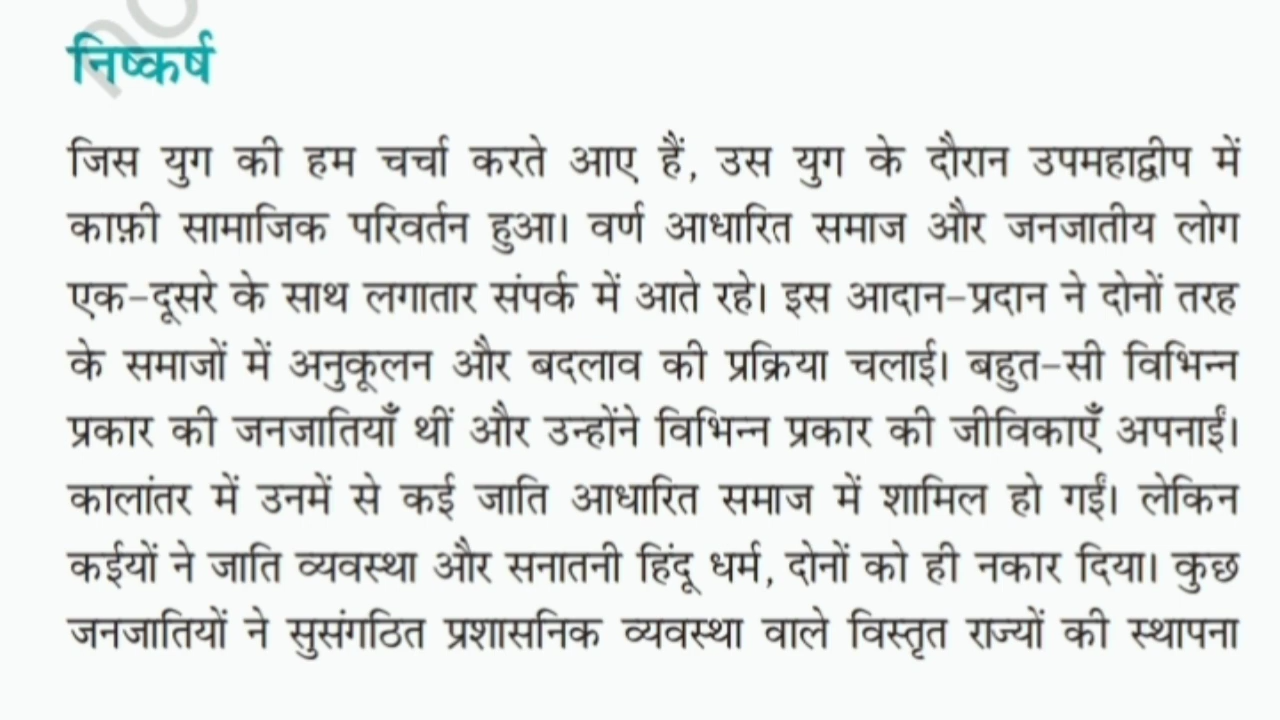 निष्कर्ष
जिस युग की हम चर्चा करते आए हैं, उस युग के दौरान उपमहाद्वीप में
काफ़ी सामाजिक परिवर्तन हुआ। वर्ण आधारित समाज और जनजातीय लोग
एक-दूसरे के साथ लगातार संपर्क में आते रहे। इस आदान-प्रदान ने दोनों तरह
के समाजों में अनुकूलन और बदलाव की प्रक्रिया चलाई। बहुत-सी विभिन्न
प्रकार की जनजातियाँ थीं और उन्होंने विभिन्न प्रकार की जीविकाएँ अपनाईं।
कालांतर में उनमें से कई जाति आधारित समाज में शामिल हो गईं। लेकिन
कईयों ने जाति व्यवस्था और सनातनी हिंदू धर्म, दोनों को ही नकार दिया। कुछ
जनजातियों ने सुसंगठित प्रशासनिक व्यवस्था वाले विस्तृत राज्यों की स्थापना